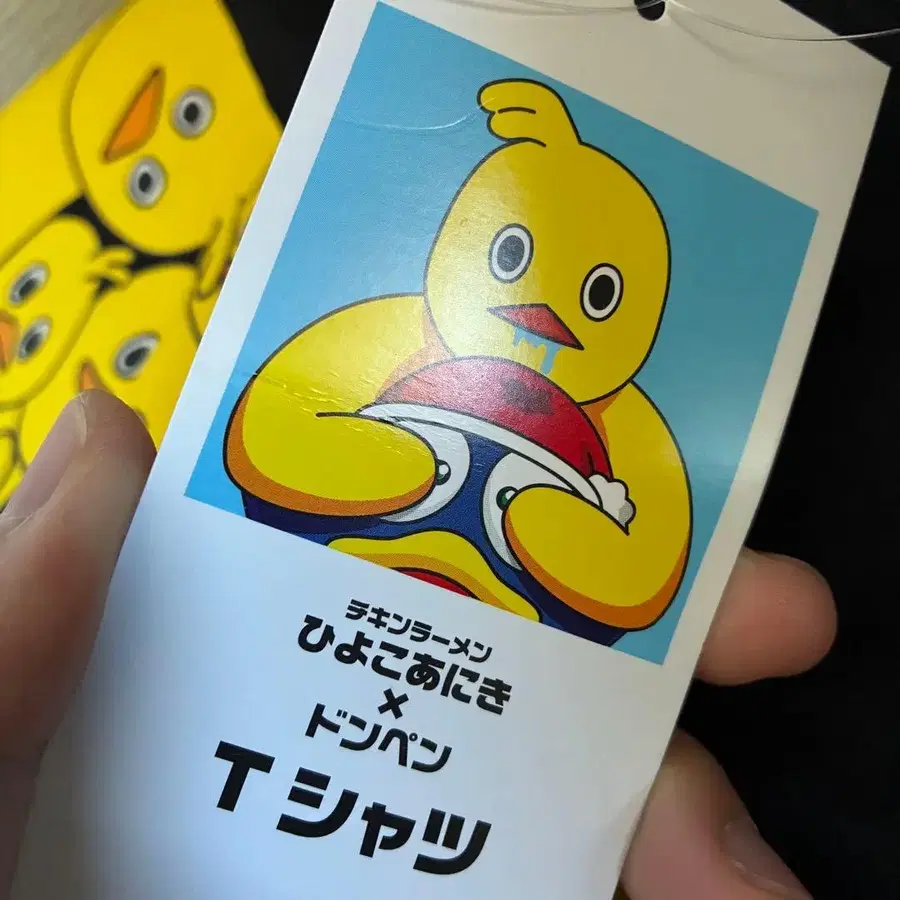 チキンラーメン
ひよこあにき
×
ドンペン
Tシャツ